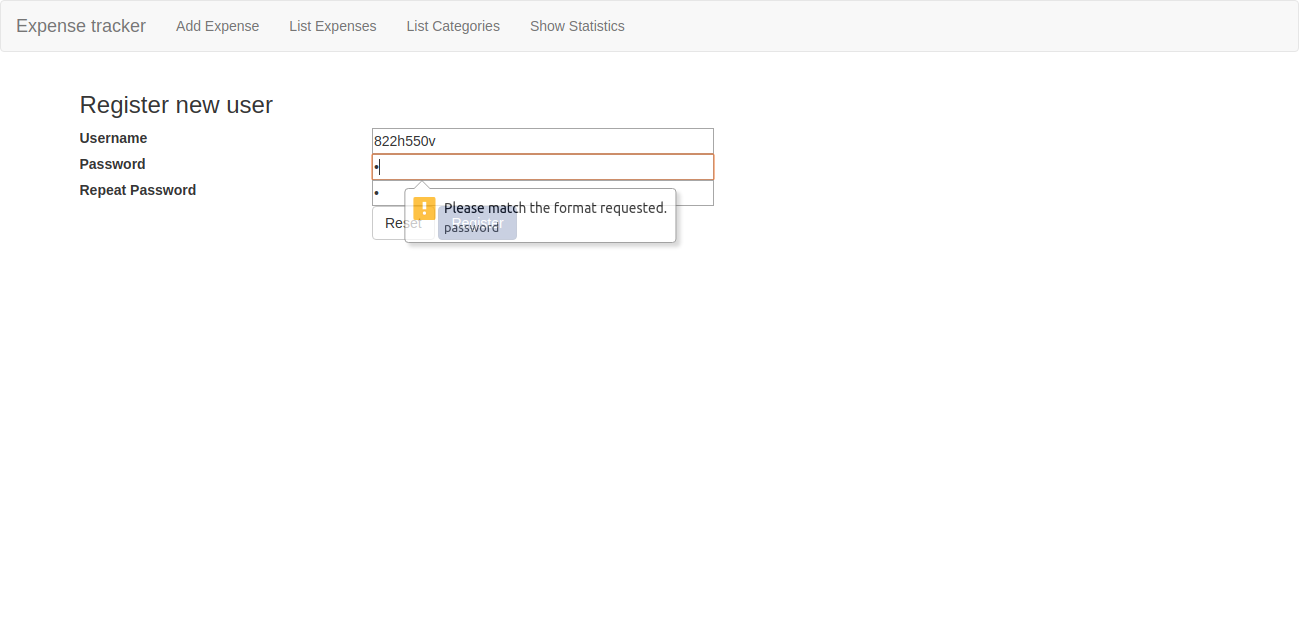 Expense tracker Add Expense List Expenses List Categories Show Statistics
Register new user
Username 822h550v
Password •
Repeat Password •
Please match the format requested.
Reset Register
password